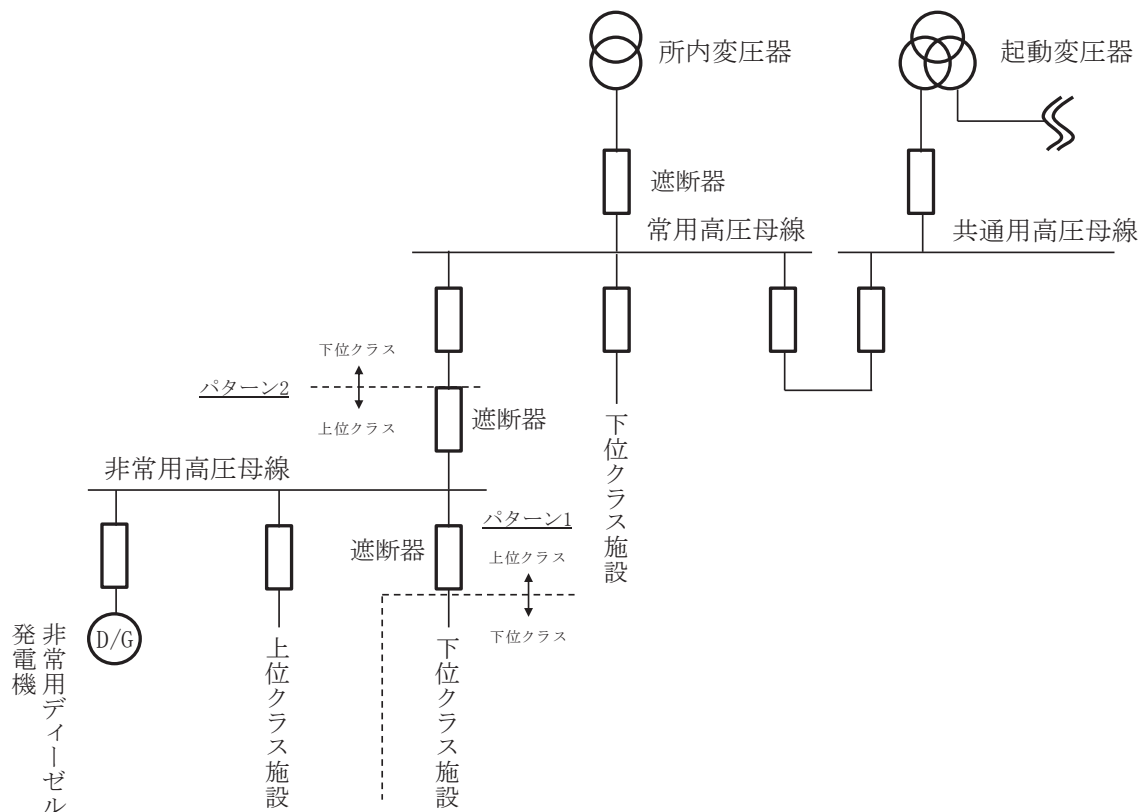 所内変圧器
起動変圧器
遮断器
常用高圧母線
共通用高圧母線
下位クラス
パターン2
上位クラス
遮断器
下位クラス施設
非常用高圧母線
パターン1
遮断器
上位クラス
下位クラス
D/G
非常用ディーゼル
発電機
上位クラス施設
下位クラス施設